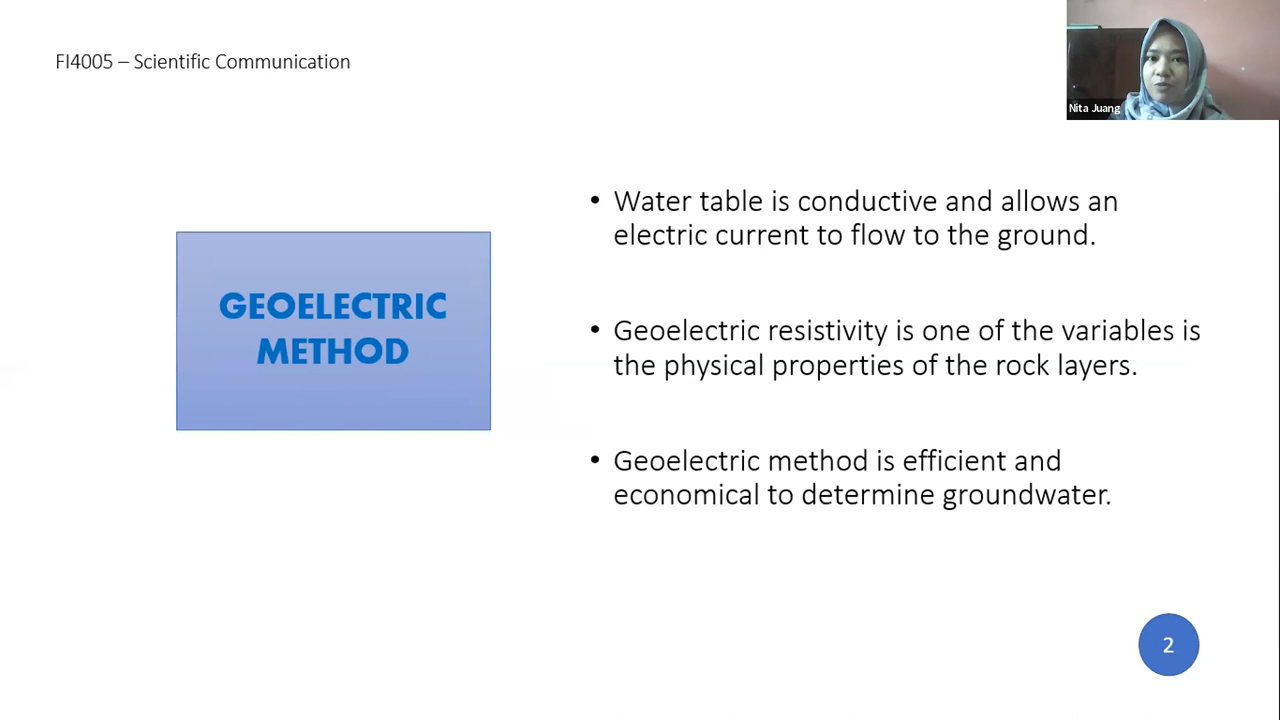 FI4005 – Scientific Communication
Nita Juang
GEOELECTRIC
METHOD
• Water table is conductive and allows an
electric current to flow to the ground.
• Geoelectric resistivity is one of the variables is
the physical properties of the rock layers.
• Geoelectric method is efficient and
economical to determine groundwater.
2